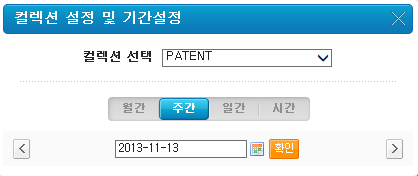 컬렉션 설정 및 기간설정
컬렉션 선택 PATENT
월간 주간 일간 시간
2013-11-13 확인